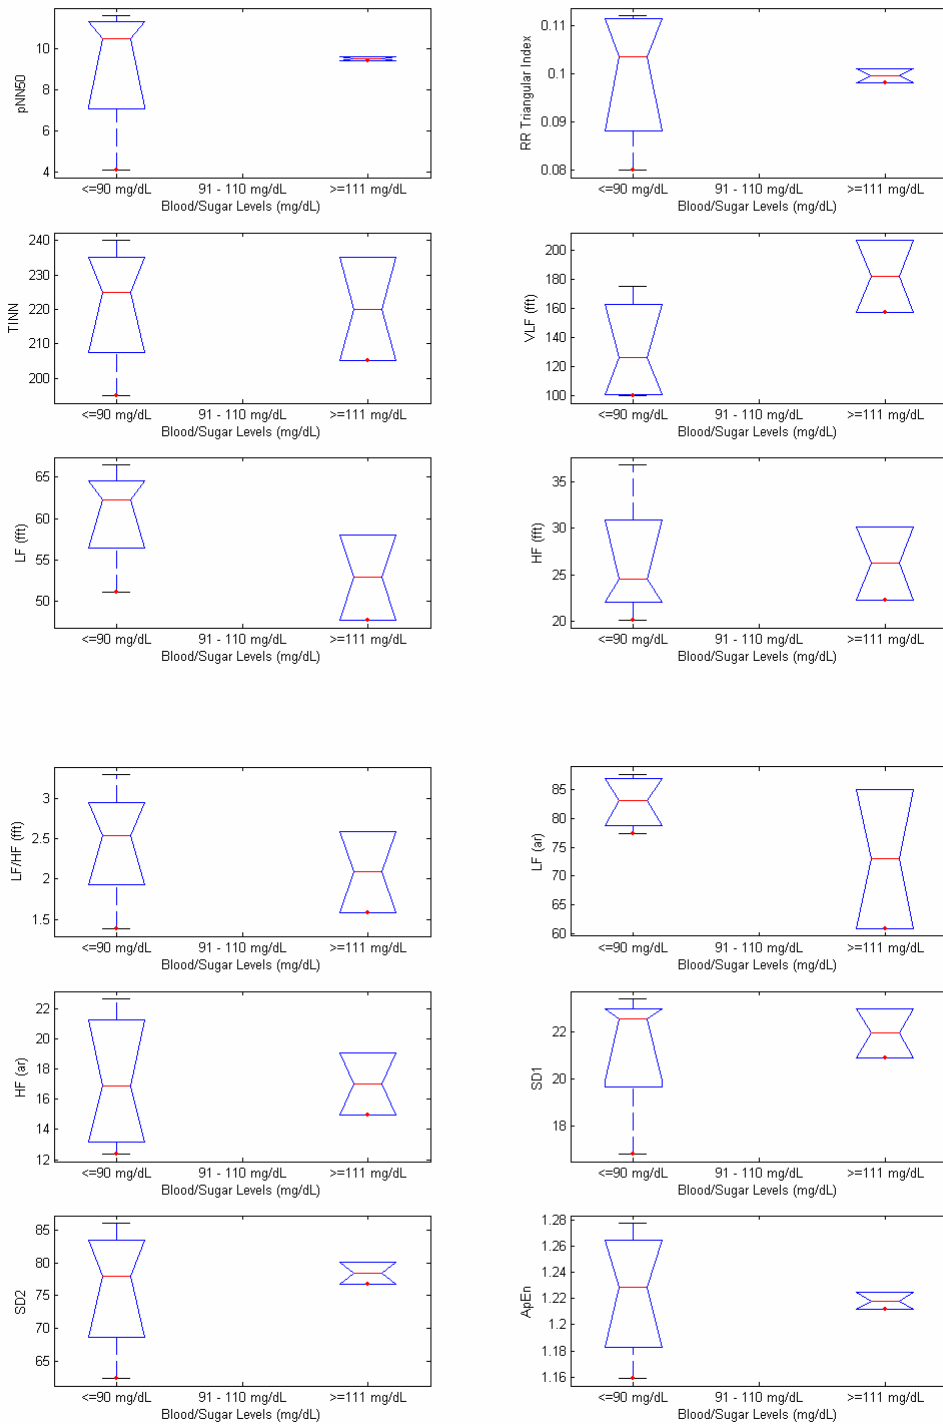 pNN50
10
8
6
4
<=90 mg/dL 91 - 110 mg/dL >=111 mg/dL
Blood/Sugar Levels (mg/dL)
RR Triangular Index
0.11
0.1
0.09
0.08
<=90 mg/dL 91 - 110 mg/dL >=111 mg/dL
Blood/Sugar Levels (mg/dL)
TINN
240
230
220
210
200
<=90 mg/dL 91 - 110 mg/dL >=111 mg/dL
Blood/Sugar Levels (mg/dL)
VLF (fft)
200
180
160
140
120
100
<=90 mg/dL 91 - 110 mg/dL >=111 mg/dL
Blood/Sugar Levels (mg/dL)
LF (fft)
65
60
55
50
<=90 mg/dL 91 - 110 mg/dL >=111 mg/dL
Blood/Sugar Levels (mg/dL)
HF (fft)
35
30
25
20
<=90 mg/dL 91 - 110 mg/dL >=111 mg/dL
Blood/Sugar Levels (mg/dL)
LF/HF (fft)
3
2.5
2
1.5
<=90 mg/dL 91 - 110 mg/dL >=111 mg/dL
Blood/Sugar Levels (mg/dL)
LF (ar)
85
80
75
70
65
60
<=90 mg/dL 91 - 110 mg/dL >=111 mg/dL
Blood/Sugar Levels (mg/dL)
HF (ar)
22
20
18
16
14
12
<=90 mg/dL 91 - 110 mg/dL >=111 mg/dL
Blood/Sugar Levels (mg/dL)
SD1
22
20
18
<=90 mg/dL 91 - 110 mg/dL >=111 mg/dL
Blood/Sugar Levels (mg/dL)
SD2
85
80
75
70
65
<=90 mg/dL 91 - 110 mg/dL >=111 mg/dL
Blood/Sugar Levels (mg/dL)
ApEn
1.28
1.26
1.24
1.22
1.2
1.18
1.16
<=90 mg/dL 91 - 110 mg/dL >=111 mg/dL
Blood/Sugar Levels (mg/dL)